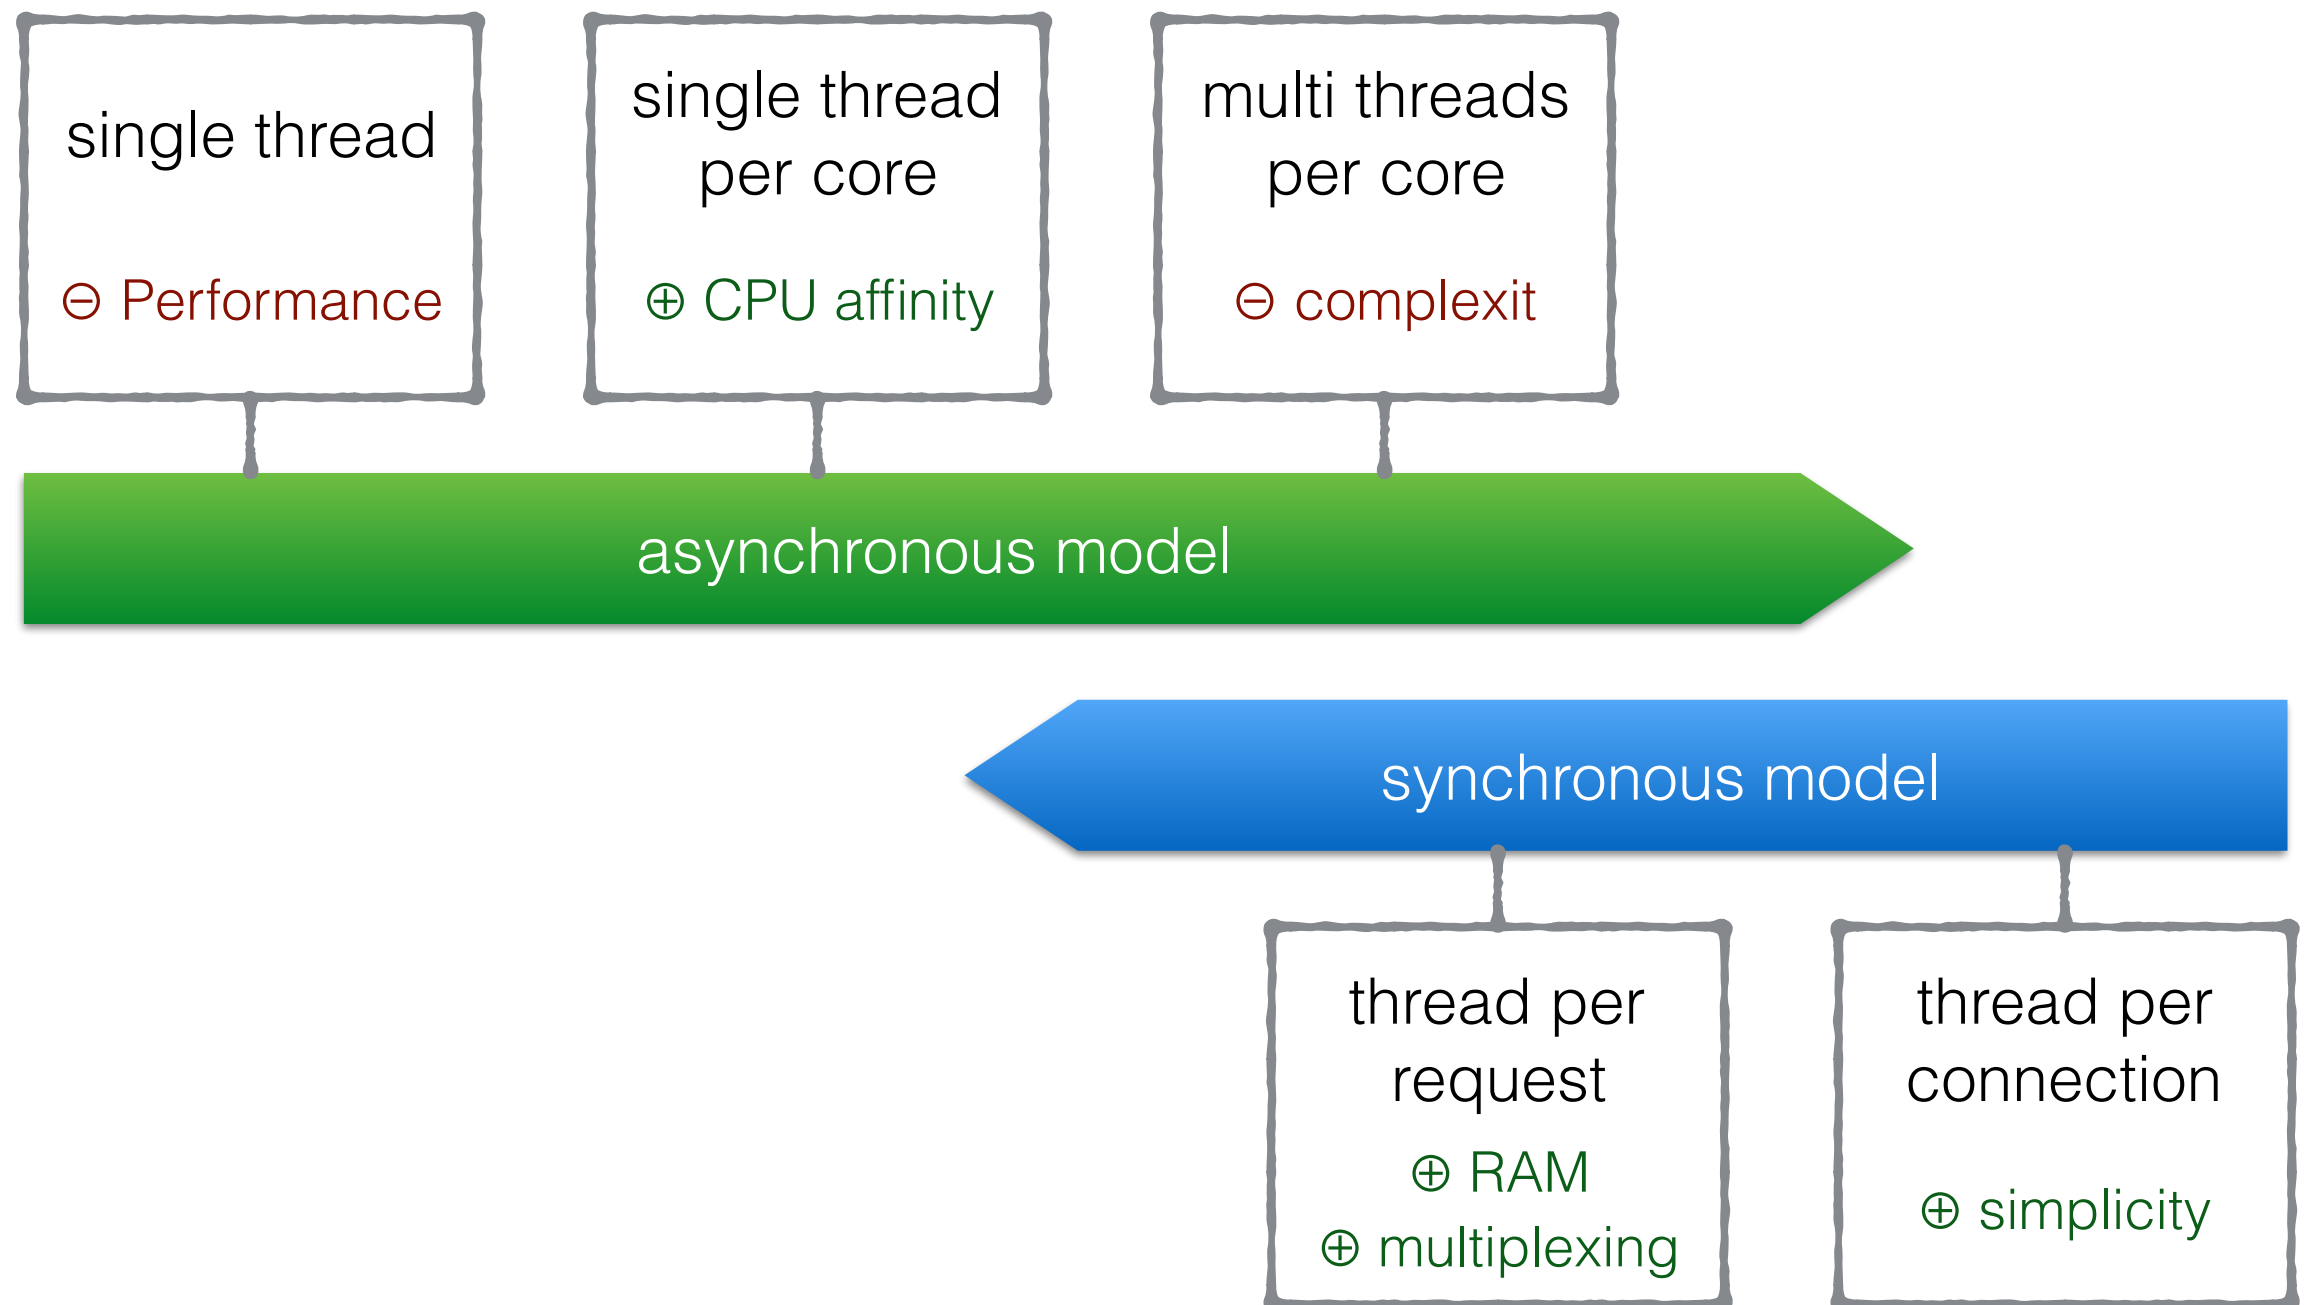 single thread
⊖ Performance
single thread
per core
⊕ CPU affinity
multi threads
per core
⊖ complexit
asynchronous model
synchronous model
thread per
request
⊕ RAM
⊕ multiplexing
thread per
connection
⊕ simplicity